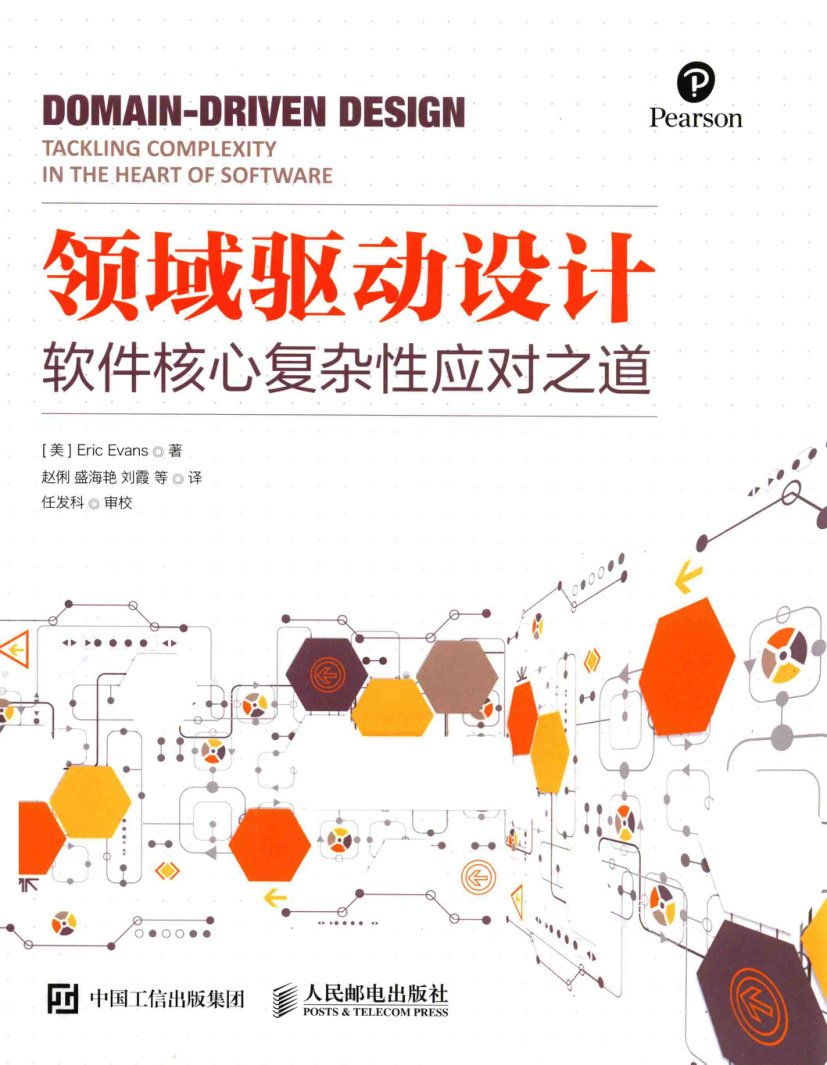 DOMAIN-DRIVEN DESIGN
Pearson
TACKLING COMPLEXITY
IN THE HEART OF SOFTWARE
领域驱动设计
软件核心复杂性应对之道
[美] Eric Evans ◎ 著
赵俐 盛海艳 刘霞 等 ◎ 译
任发科 ◎ 审校
中国工信出版集团
人民邮电出版社
POSTS & TELECOM PRESS